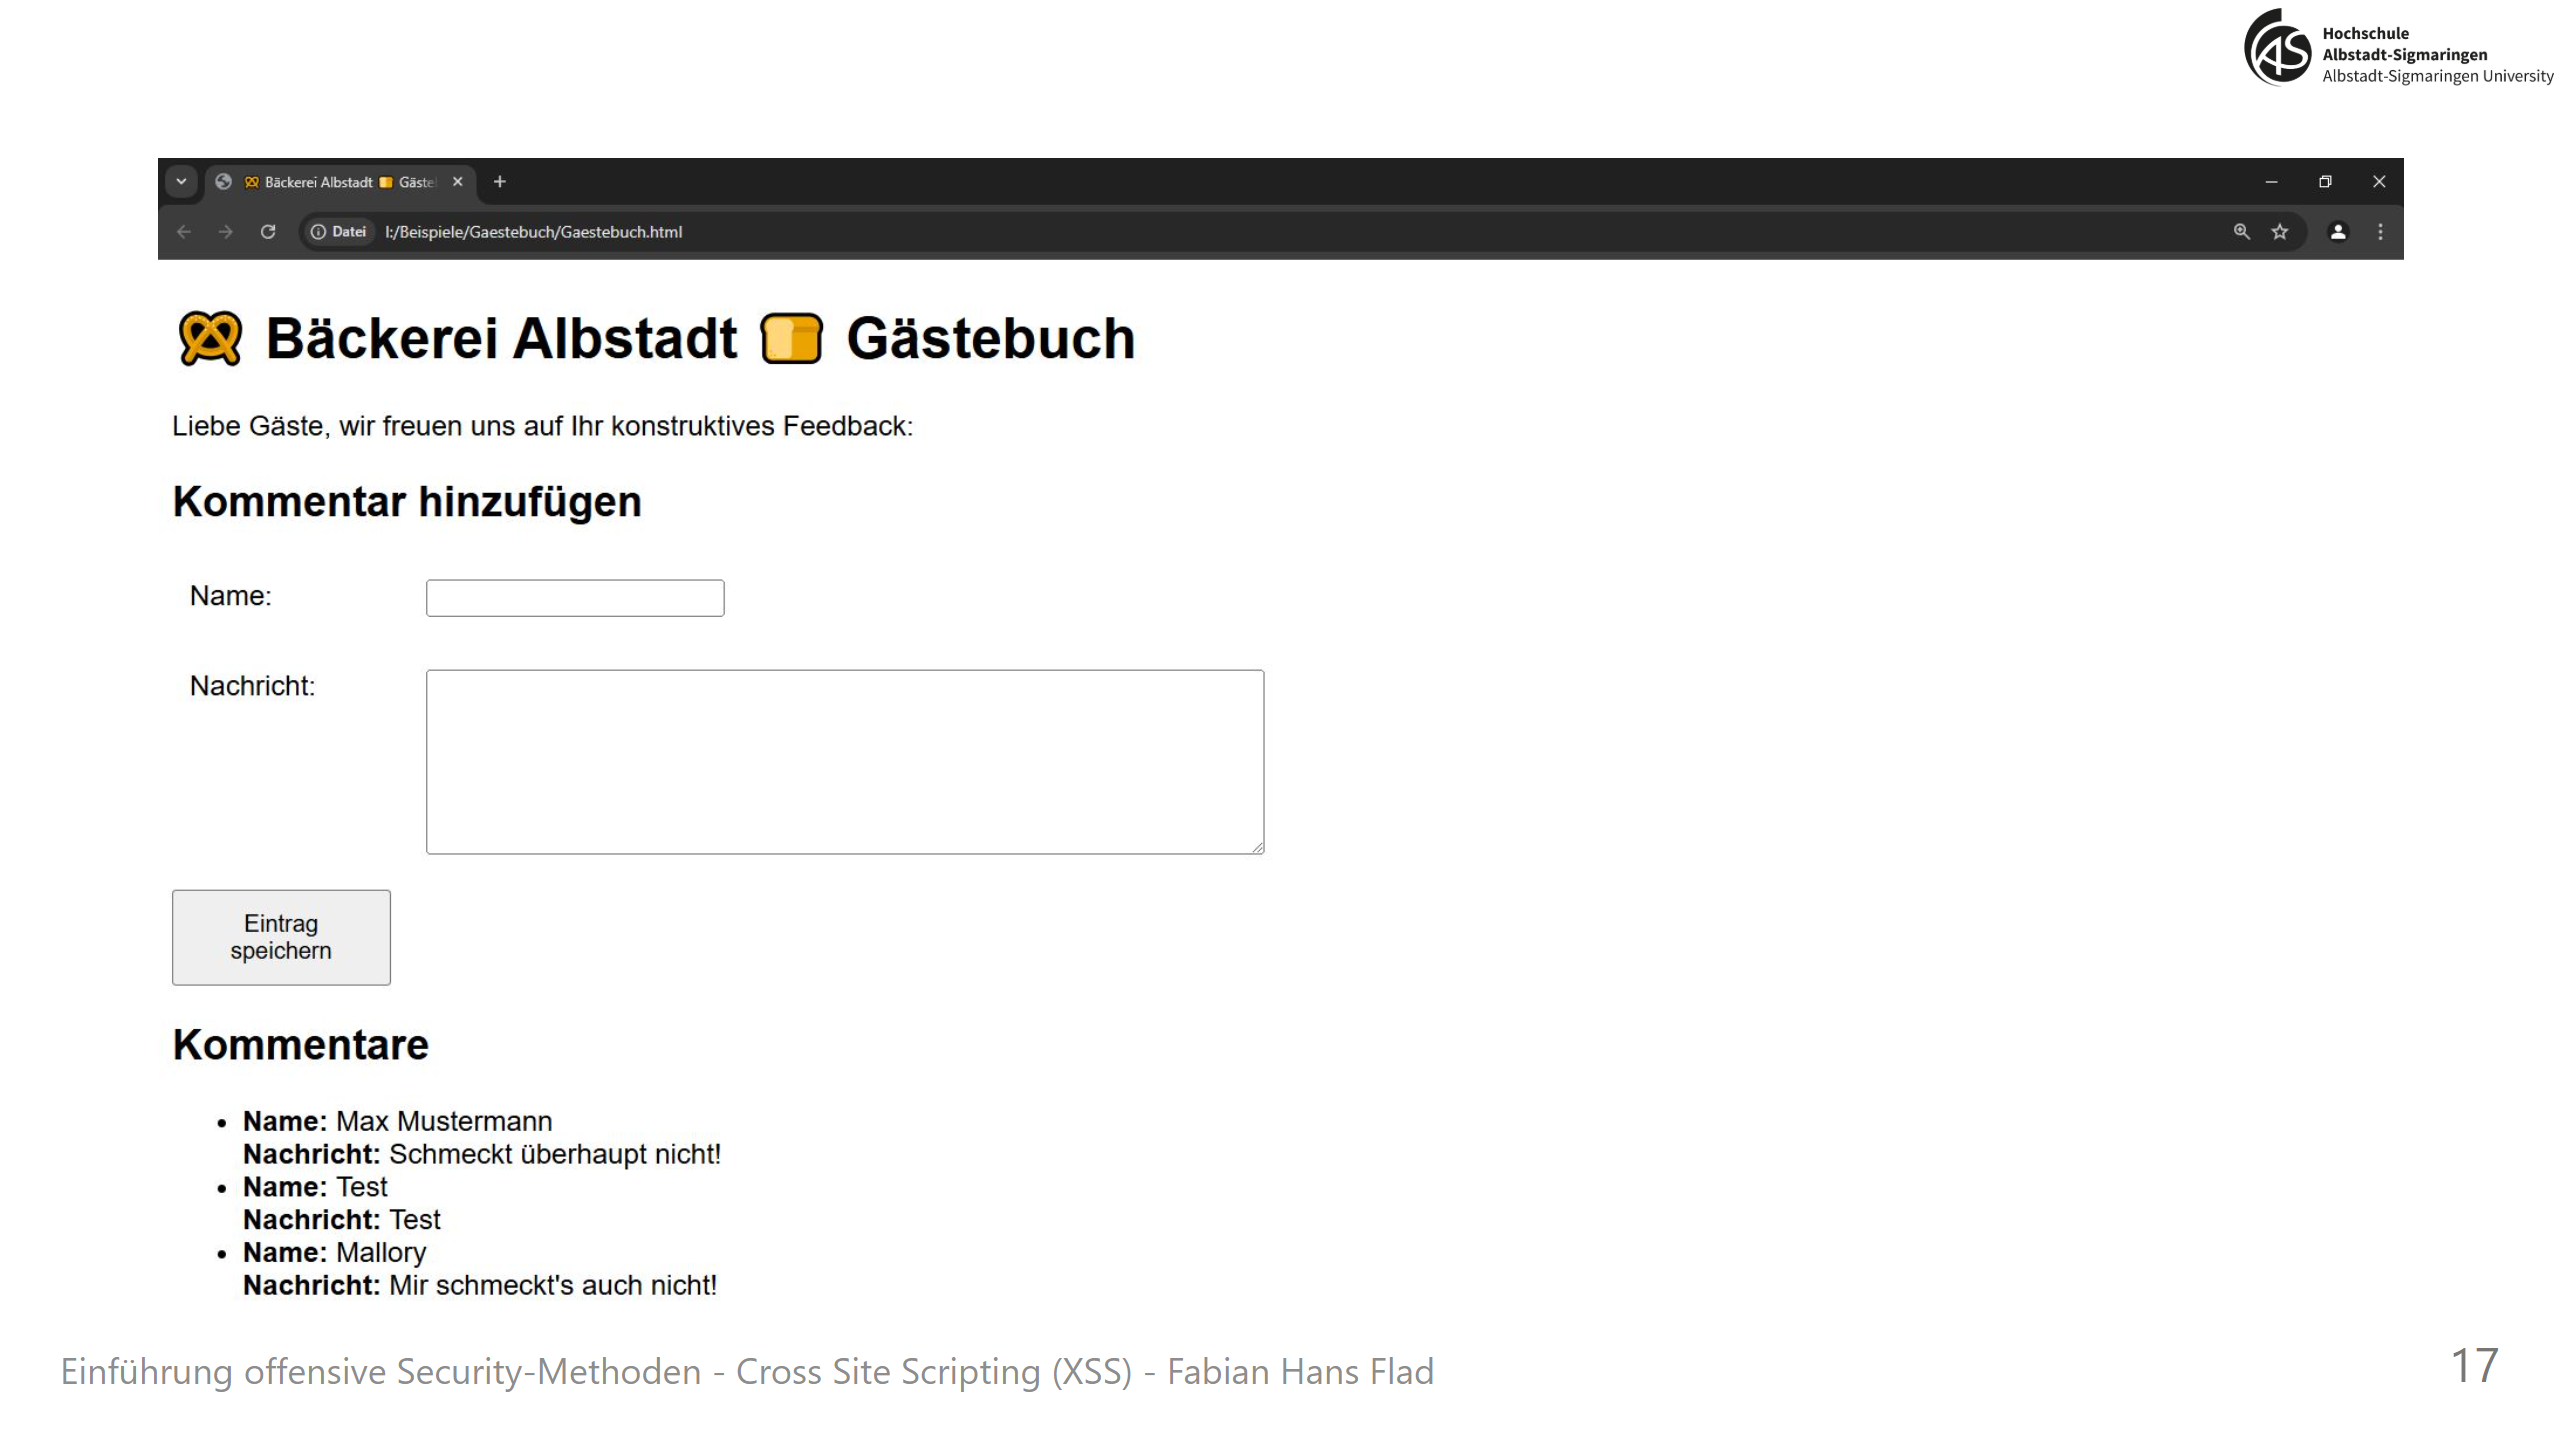 Hochschule
Albstadt-Sigmaringen
Albstadt-Sigmaringen University
Bäckerei Albstadt Gäste
Datei I:/Beispiele/Gaestebuch/Gaestebuch.html
Bäckerei Albstadt Gästebuch
Liebe Gäste, wir freuen uns auf Ihr konstruktives Feedback:
Kommentar hinzufügen
Name:
Nachricht:
Eintrag
speichern
Kommentare
• Name: Max Mustermann
Nachricht: Schmeckt überhaupt nicht!
• Name: Test
Nachricht: Test
• Name: Mallory
Nachricht: Mir schmeckt's auch nicht!
Einführung offensive Security-Methoden - Cross Site Scripting (XSS) - Fabian Hans Flad
17